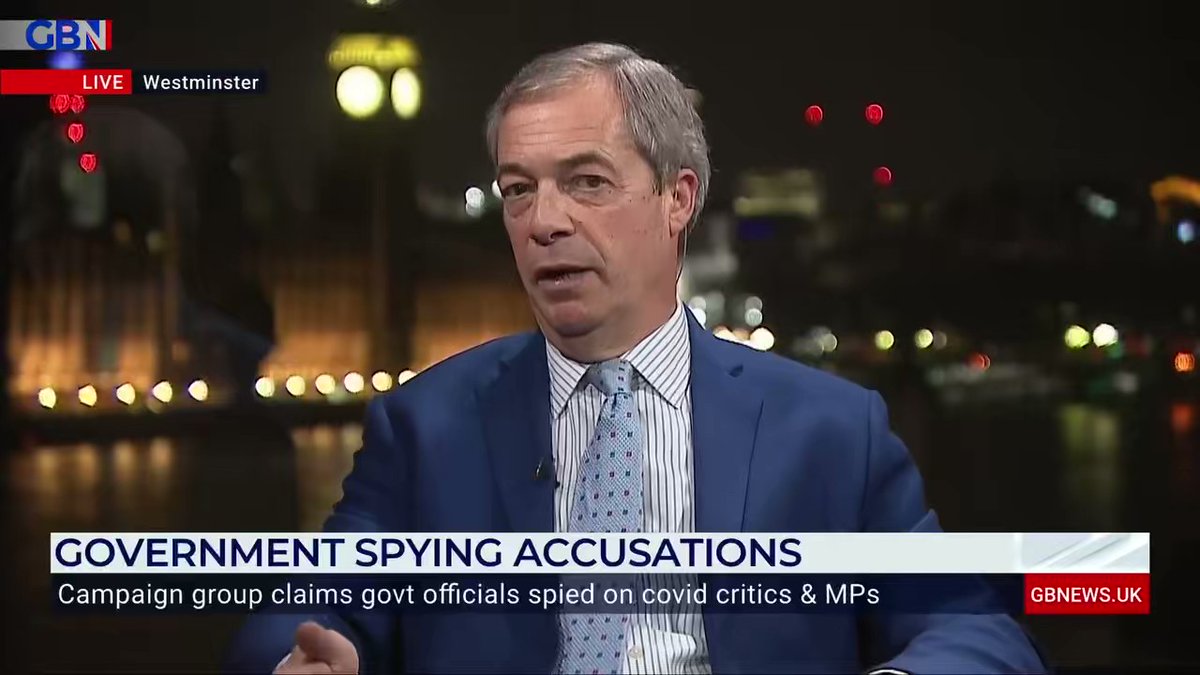 GBN
LIVE Westminster
GOVERNMENT SPYING ACCUSATIONS
Campaign group claims govt officials spied on covid critics & MPs
GBNEWS.UK